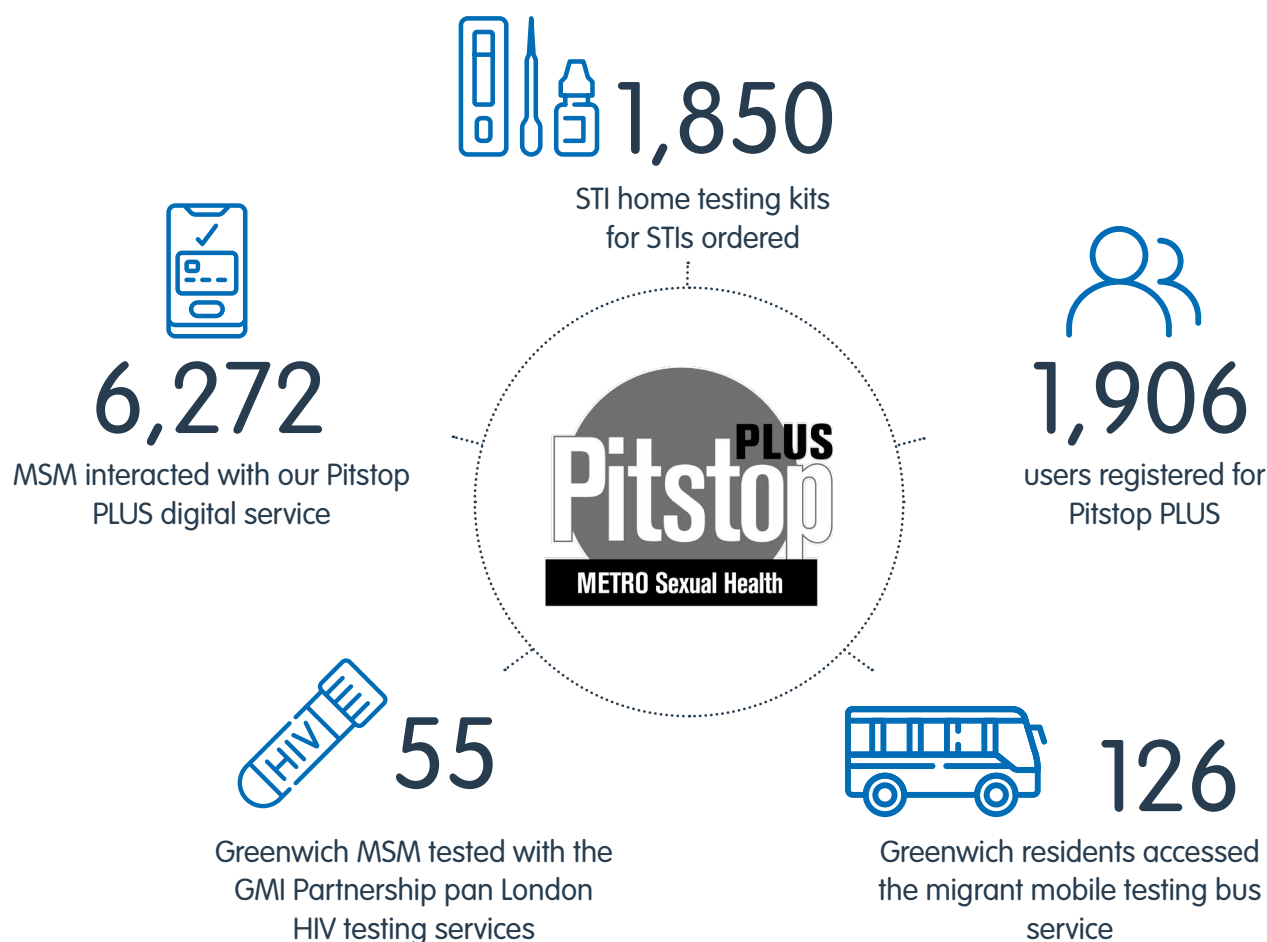 1,850
STI home testing kits
for STIs ordered
6,272
MSM interacted with our Pitstop
PLUS digital service
1,906
users registered for
Pitstop PLUS
PLUS
Pitstop
METRO Sexual Health
HIV
55
Greenwich MSM tested with the
GMI Partnership pan London
HIV testing services
126
Greenwich residents accessed
the migrant mobile testing bus
service